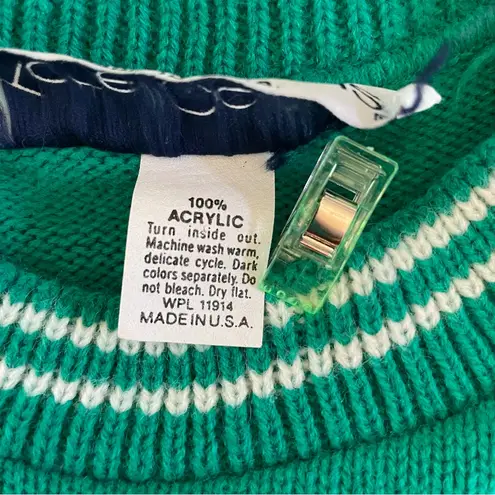 100%
ACRYLIC
Turn inside out.
Machine wash warm,
delicate cycle. Dark
colors separately. Do
not bleach. Dry flat.
WPL 11914
MADE IN U.S.A.